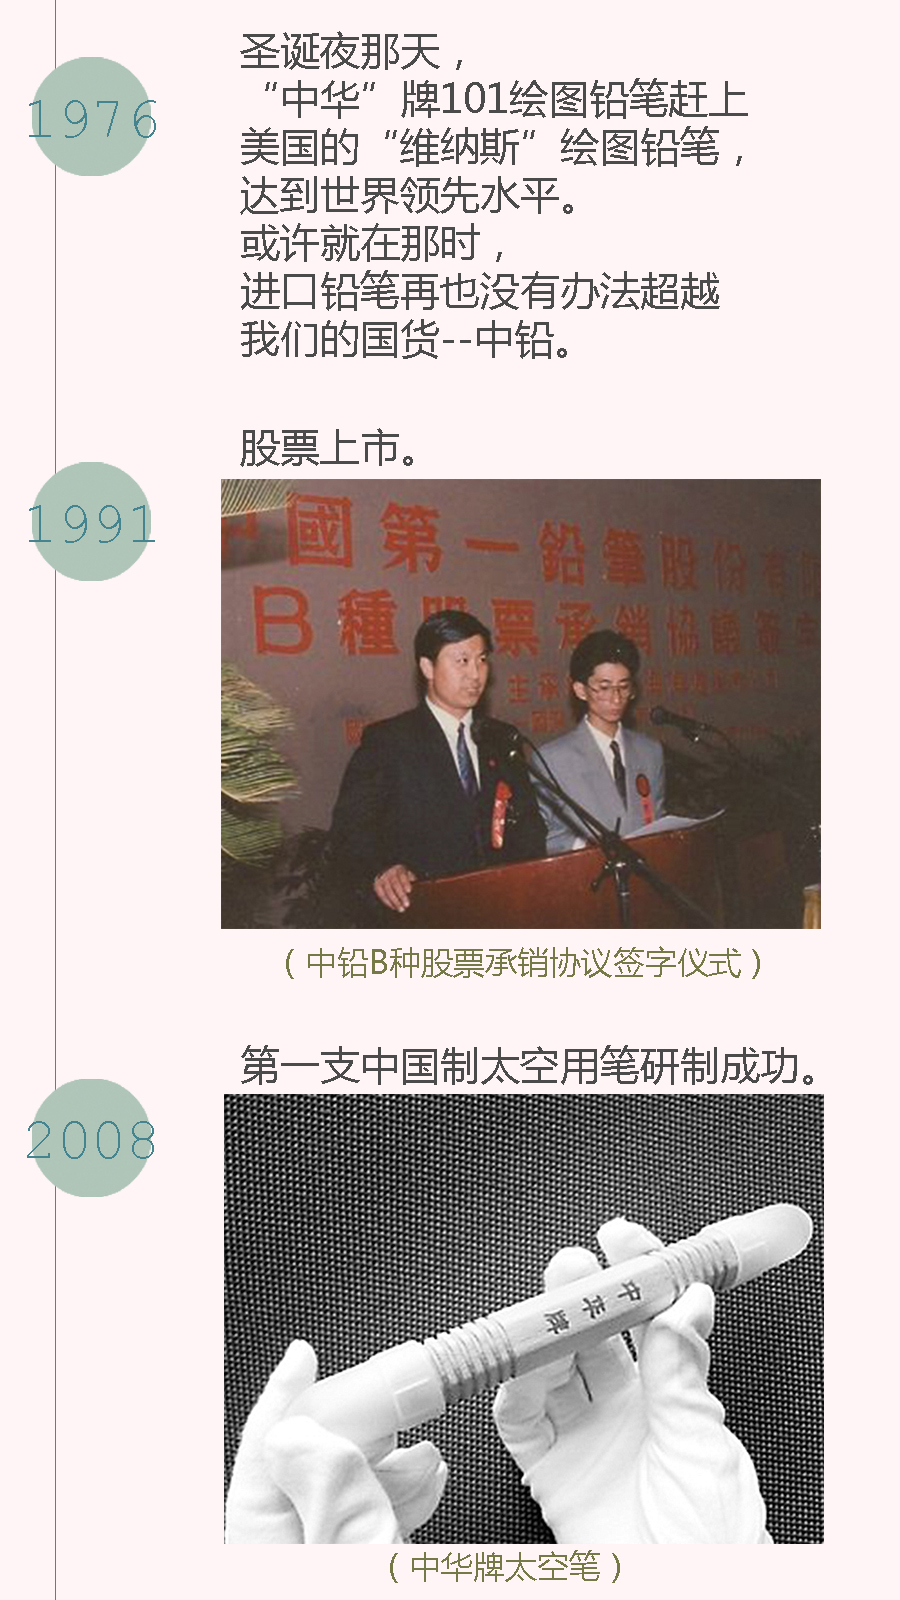 1976
圣诞夜那天，
“中华”牌101绘图铅笔赶上
美国的“维纳斯”绘图铅笔，
达到世界领先水平。
或许就在那时，
进口铅笔再也没有办法超越
我们的国货--中铅。
1991
股票上市。
中國第一鉛筆股份有限
B種股票承銷協議簽字
（中铅B种股票承销协议签字仪式）
2008
第一支中国制太空用笔研制成功。
中华牌
（中华牌太空笔）